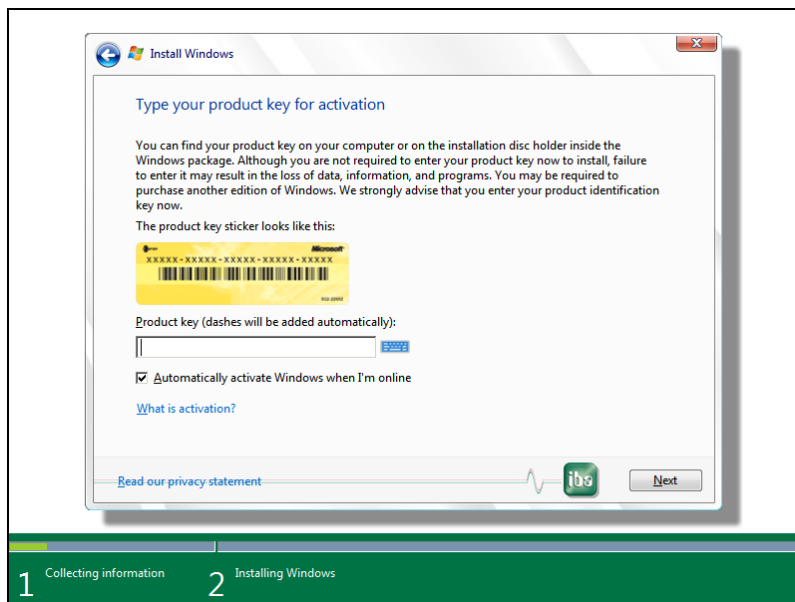 Install Windows
Type your product key for activation
You can find your product key on your computer or on the installation disc holder inside the
Windows package. Although you are not required to enter your product key now to install, failure
to enter it may result in the loss of data, information, and programs. You may be required to
purchase another edition of Windows. We strongly advise that you enter your product identification
key now.
The product key sticker looks like this:
Microsoft
XXXXX-XXXXX-XXXXX-XXXXX-XXXXX
Product key (dashes will be added automatically):
Automatically activate Windows when I'm online
What is activation?
Read our privacy statement
iba
Next
1 Collecting information
2 Installing Windows